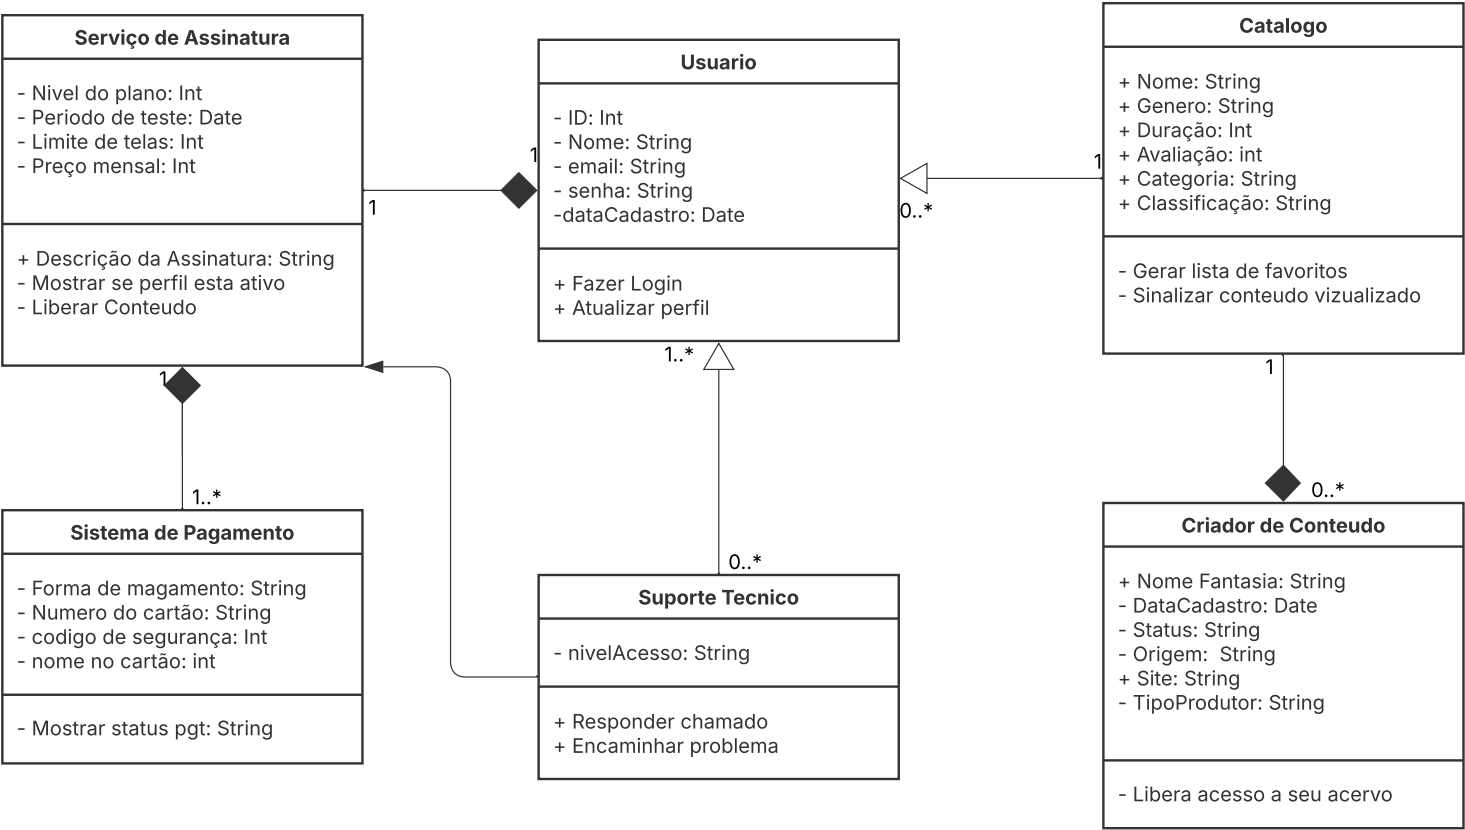 Serviço de Assinatura
- Nivel do plano: Int
- Periodo de teste: Date
- Limite de telas: Int
- Preço mensal: Int
+ Descrição da Assinatura: String
- Mostrar se perfil esta ativo
- Liberar Conteudo
1
1
Usuario
- ID: Int
- Nome: String
- email: String
- senha: String
-dataCadastro: Date
+ Fazer Login
+ Atualizar perfil
0..*
1
Catalogo
+ Nome: String
+ Genero: String
+ Duração: Int
+ Avaliação: int
+ Categoria: String
+ Classificação: String
- Gerar lista de favoritos
- Sinalizar conteudo vizualizado
1
1..*
Sistema de Pagamento
- Forma de magamento: String
- Numero do cartão: String
- codigo de segurança: Int
- nome no cartão: int
- Mostrar status pgt: String
1..*
0..*
Suporte Tecnico
- nivelAcesso: String
+ Responder chamado
+ Encaminhar problema
1
0..*
Criador de Conteudo
+ Nome Fantasia: String
- DataCadastro: Date
- Status: String
- Origem:  String
+ Site: String
- TipoProdutor: String
- Libera acesso a seu acervo